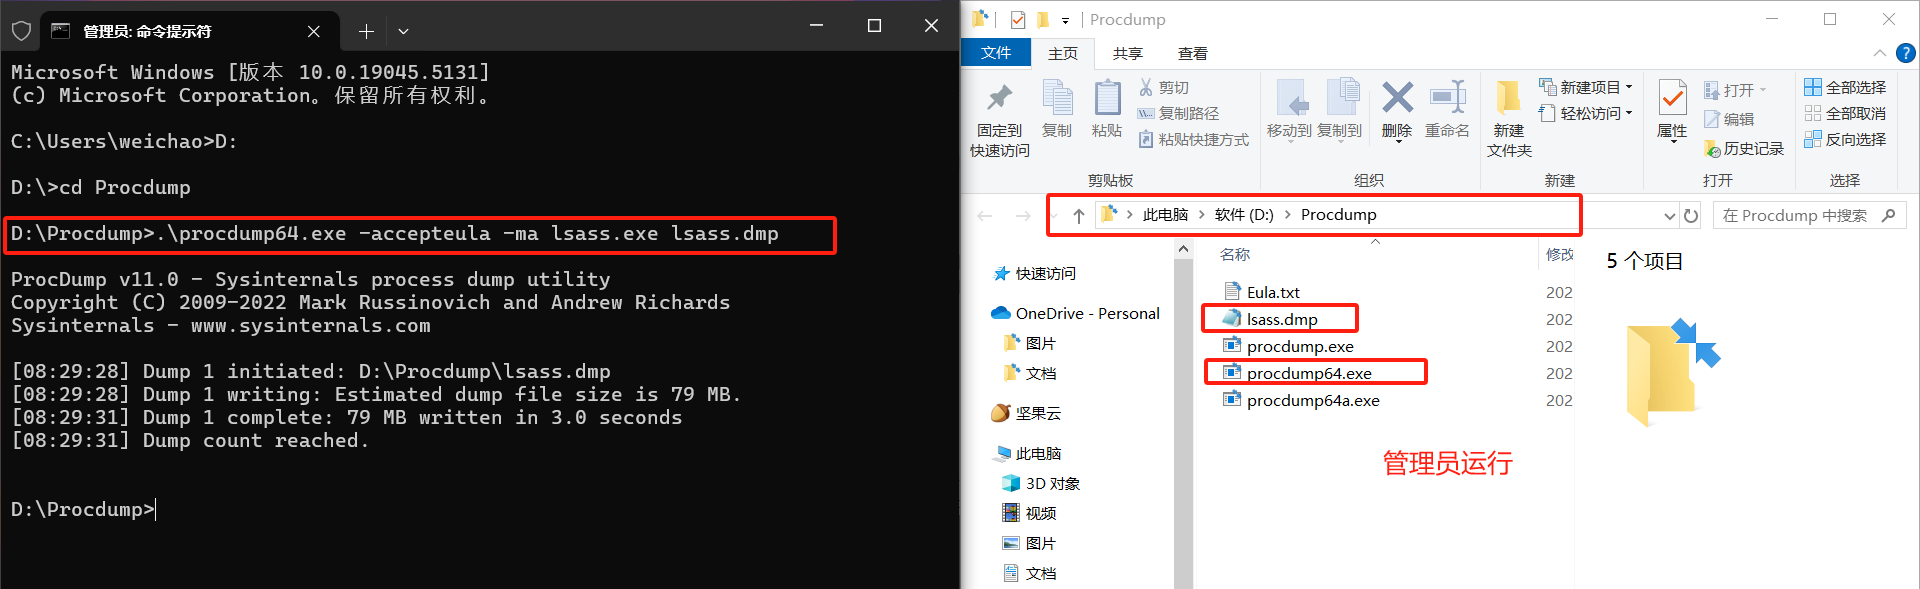 管理员: 命令提示符
Microsoft Windows [版本 10.0.19045.5131]
(c) Microsoft Corporation。保留所有权利。
C:\Users\weichao>D:
D:\>cd Procdump
D:\Procdump>.\procdump64.exe -accepteula -ma lsass.exe lsass.dmp
ProcDump v11.0 - Sysinternals process dump utility
Copyright (C) 2009-2022 Mark Russinovich and Andrew Richards
Sysinternals - www.sysinternals.com
[08:29:28] Dump 1 initiated: D:\Procdump\lsass.dmp
[08:29:28] Dump 1 writing: Estimated dump file size is 79 MB.
[08:29:31] Dump 1 complete: 79 MB written in 3.0 seconds
[08:29:31] Dump count reached.
D:\Procdump>
Procdump
文件 主页 共享 查看
固定到
快速访问
复制
粘贴
剪切
复制路径
粘贴快捷方式
剪贴板
移动到
复制到
删除
重命名
组织
新建
文件夹
新建项目
轻松访问
新建
属性
打开
编辑
历史记录
打开
全部选择
全部取消
反向选择
选择
此电脑 > 软件 (D:) > Procdump
在 Procdump 中搜索
快速访问
OneDrive - Personal
图片
文档
坚果云
此电脑
3D 对象
视频
图片
文档
名称 修改
Eula.txt 202
lsass.dmp 202
procdump.exe 202
procdump64.exe 202
procdump64a.exe 202
管理员运行
5 个项目